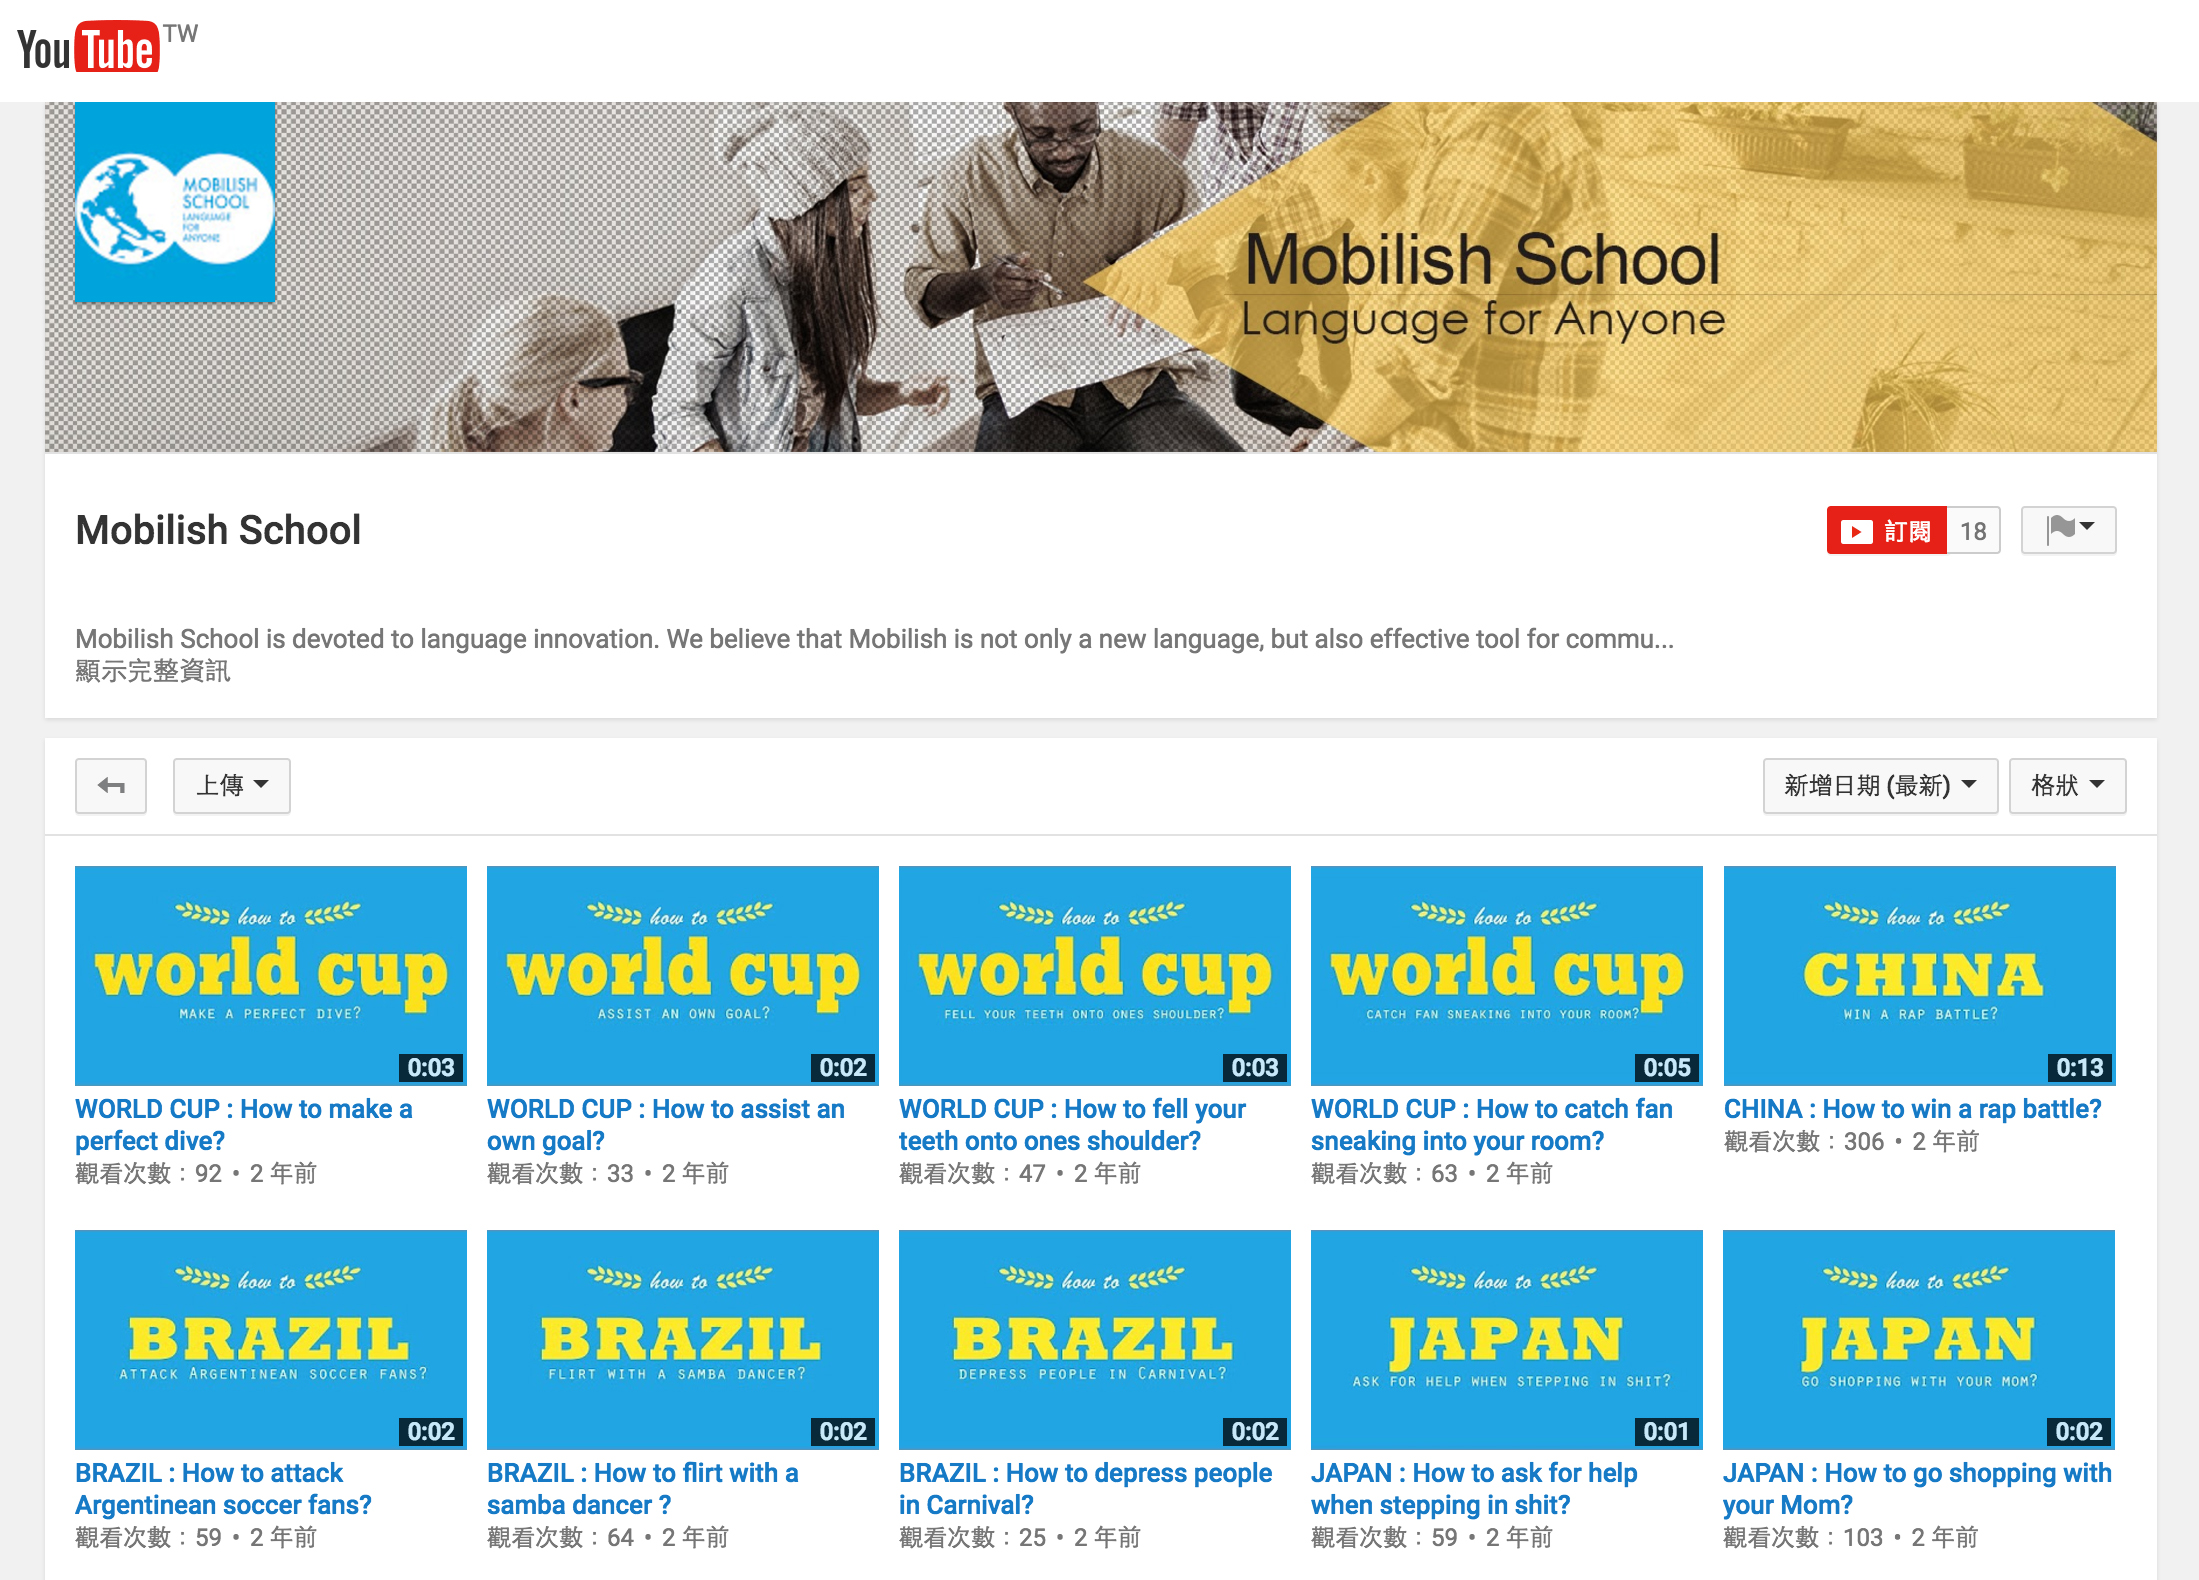 YouTube TW
MOBILISH
SCHOOL
LANGUAGE
FOR
ANYONE
Mobilish School
Language for Anyone
Mobilish School
訂閱 18
Mobilish School is devoted to language innovation. We believe that Mobilish is not only a new language, but also effective tool for commu...
顯示完整資訊
上傳
新增日期 (最新)
格狀
how to
world cup
MAKE A PERFECT DIVE?
0:03
WORLD CUP : How to make a
perfect dive?
觀看次數：92 • 2 年前
how to
world cup
ASSIST AN OWN GOAL?
0:02
WORLD CUP : How to assist an
own goal?
觀看次數：33 • 2 年前
how to
world cup
FELL YOUR TEETH ONTO ONES SHOULDER?
0:03
WORLD CUP : How to fell your
teeth onto ones shoulder?
觀看次數：47 • 2 年前
how to
world cup
CATCH FAN SNEAKING INTO YOUR ROOM?
0:05
WORLD CUP : How to catch fan
sneaking into your room?
觀看次數：63 • 2 年前
how to
CHINA
WIN A RAP BATTLE?
0:13
CHINA : How to win a rap battle?
觀看次數：306 • 2 年前
how to
BRAZIL
ATTACK ARGENTINEAN SOCCER FANS?
0:02
BRAZIL : How to attack
Argentinean soccer fans?
觀看次數：59 • 2 年前
how to
BRAZIL
FLIRT WITH A SAMBA DANCER?
0:02
BRAZIL : How to flirt with a
samba dancer ?
觀看次數：64 • 2 年前
how to
BRAZIL
DEPRESS PEOPLE IN CARNIVAL?
0:02
BRAZIL : How to depress people
in Carnival?
觀看次數：25 • 2 年前
how to
JAPAN
ASK FOR HELP WHEN STEPPING IN SHIT?
0:01
JAPAN : How to ask for help
when stepping in shit?
觀看次數：59 • 2 年前
how to
JAPAN
GO SHOPPING WITH YOUR MOM?
0:02
JAPAN : How to go shopping with
your Mom?
觀看次數：103 • 2 年前